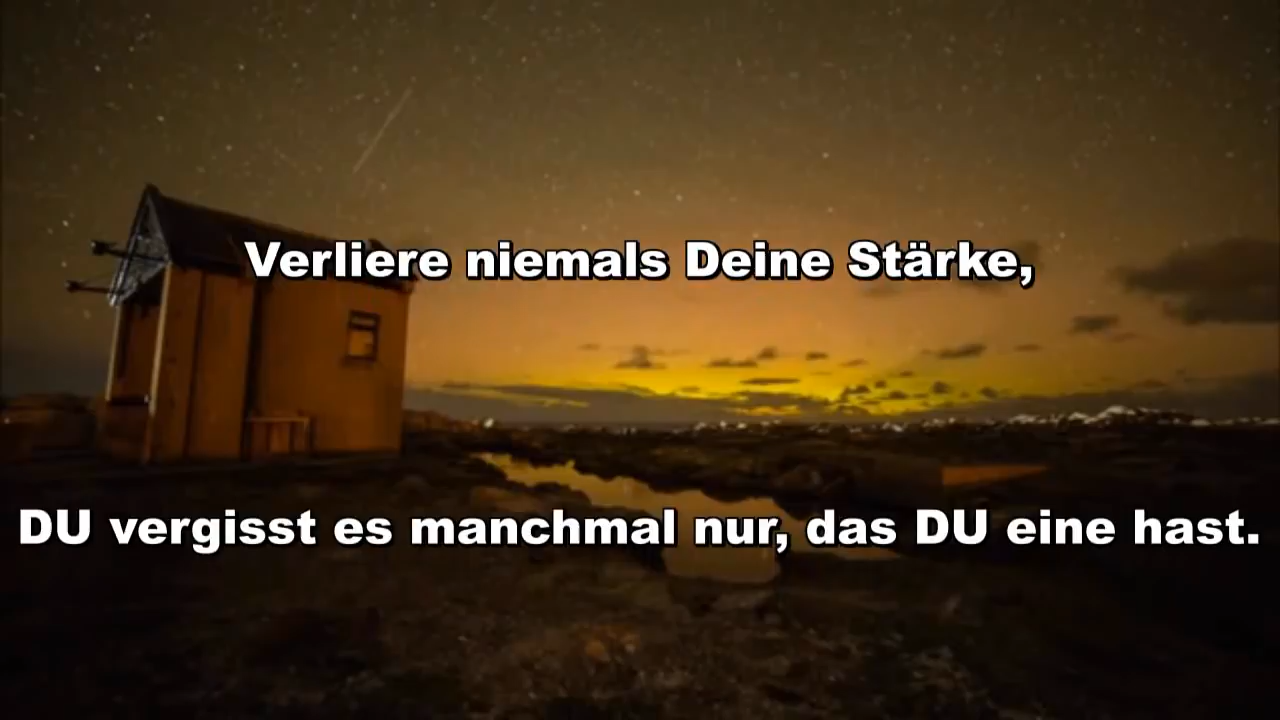 Verliere niemals Deine Stärke,
DU vergisst es manchmal nur, das DU eine hast.